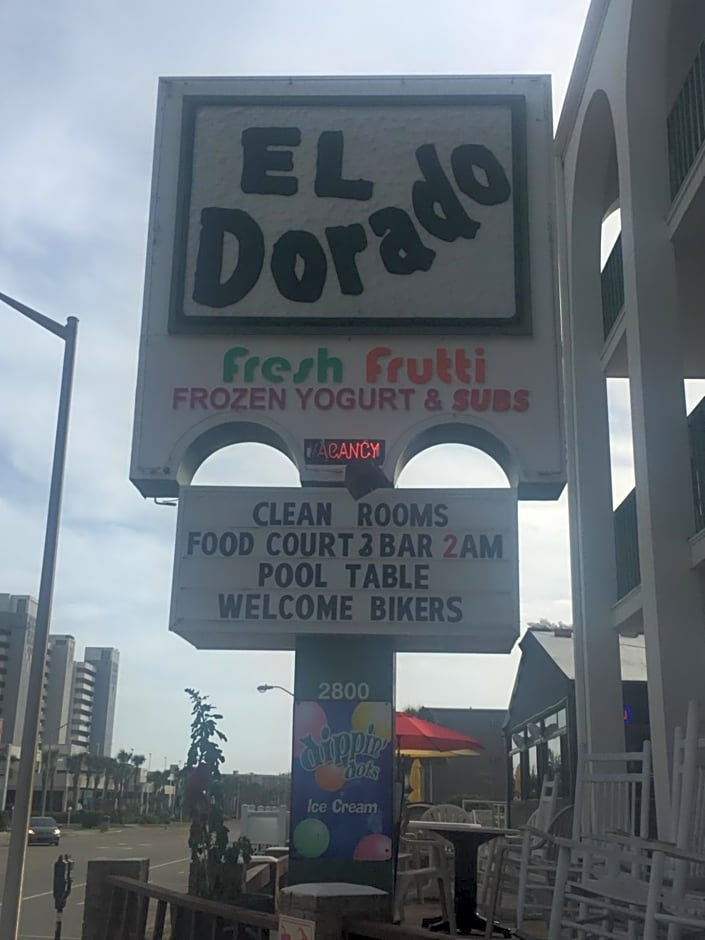 EL
Dorado
Fresh Frutti
FROZEN YOGURT & SUBS
VACANCY
CLEAN ROOMS
FOOD COURT & BAR 2AM
POOL TABLE
WELCOME BIKERS
2800
dippin'
dots
Ice Cream